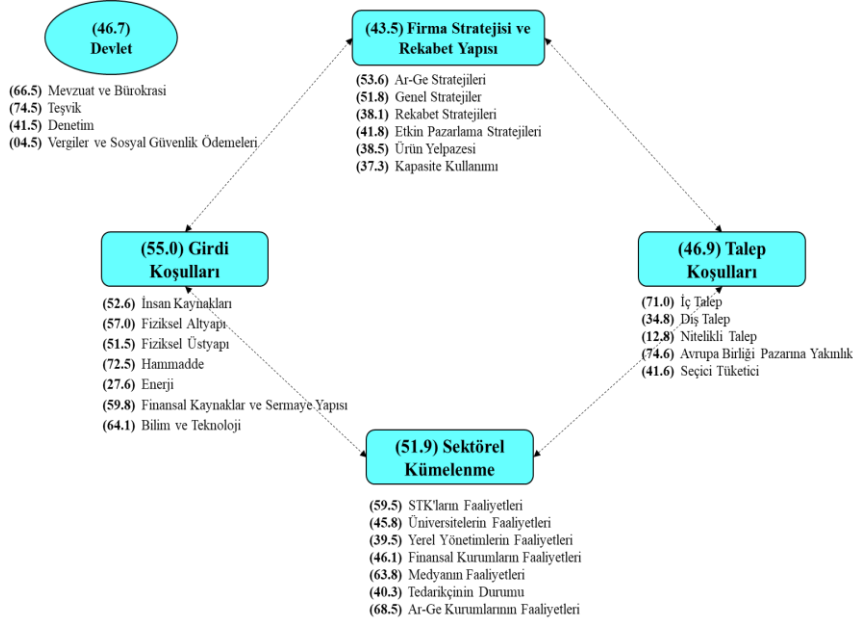 (46.7)
Devlet
(66.5) Mevzuat ve Bürokrasi
(74.5) Teşvik
(41.5) Denetim
(04.5) Vergiler ve Sosyal Güvenlik Ödemeleri
(43.5) Firma Stratejisi ve
Rekabet Yapısı
(53.6) Ar-Ge Stratejileri
(51.8) Genel Stratejiler
(38.1) Rekabet Stratejileri
(41.8) Etkin Pazarlama Stratejileri
(38.5) Ürün Yelpazesi
(37.3) Kapasite Kullanımı
(55.0) Girdi
Koşulları
(52.6) İnsan Kaynakları
(57.0) Fiziksel Altyapı
(51.5) Fiziksel Üstyapı
(72.5) Hammadde
(27.6) Enerji
(59.8) Finansal Kaynaklar ve Sermaye Yapısı
(64.1) Bilim ve Teknoloji
(46.9) Talep
Koşulları
(71.0) İç Talep
(34.8) Dış Talep
(12.8) Nitelikli Talep
(74.6) Avrupa Birliği Pazarına Yakınlık
(41.6) Seçici Tüketici
(51.9) Sektörel
Kümelenme
(59.5) STK'ların Faaliyetleri
(45.8) Üniversitelerin Faaliyetleri
(39.5) Yerel Yönetimlerin Faaliyetleri
(46.1) Finansal Kurumların Faaliyetleri
(63.8) Medyanın Faaliyetleri
(40.3) Tedarikçinin Durumu
(68.5) Ar-Ge Kurumlarının Faaliyetleri